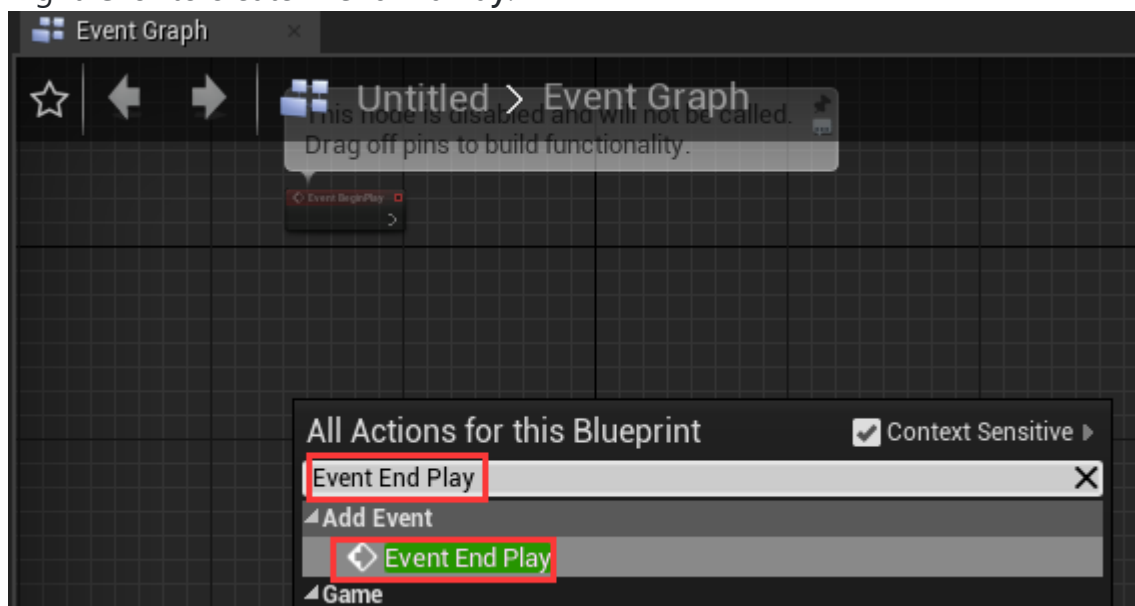 Event Graph
Untitled > Event Graph
This node is disabled and will not be called.
Drag off pins to build functionality.
Event BeginPlay
All Actions for this Blueprint
Context Sensitive
Event End Play
Add Event
Event End Play
Game